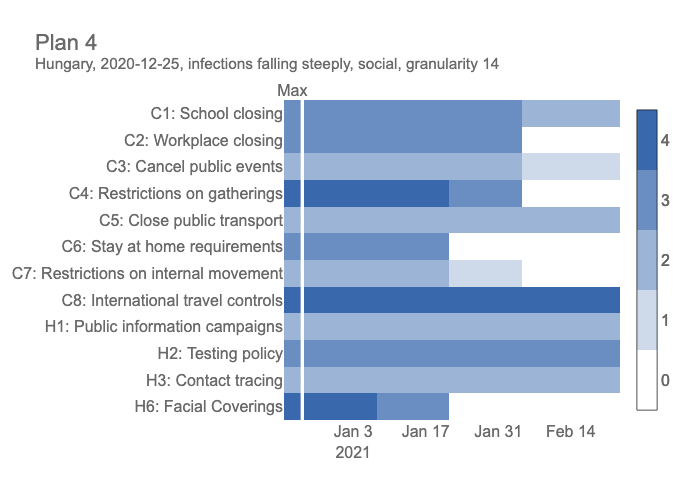 Plan 4
Hungary, 2020-12-25, infections falling steeply, social, granularity 14
Max
C1: School closing
C2: Workplace closing
C3: Cancel public events
C4: Restrictions on gatherings
C5: Close public transport
C6: Stay at home requirements
C7: Restrictions on internal movement
C8: International travel controls
H1: Public information campaigns
H2: Testing policy
H3: Contact tracing
H6: Facial Coverings
Jan 3 Jan 17 Jan 31 Feb 14
2021
4
3
2
1
0